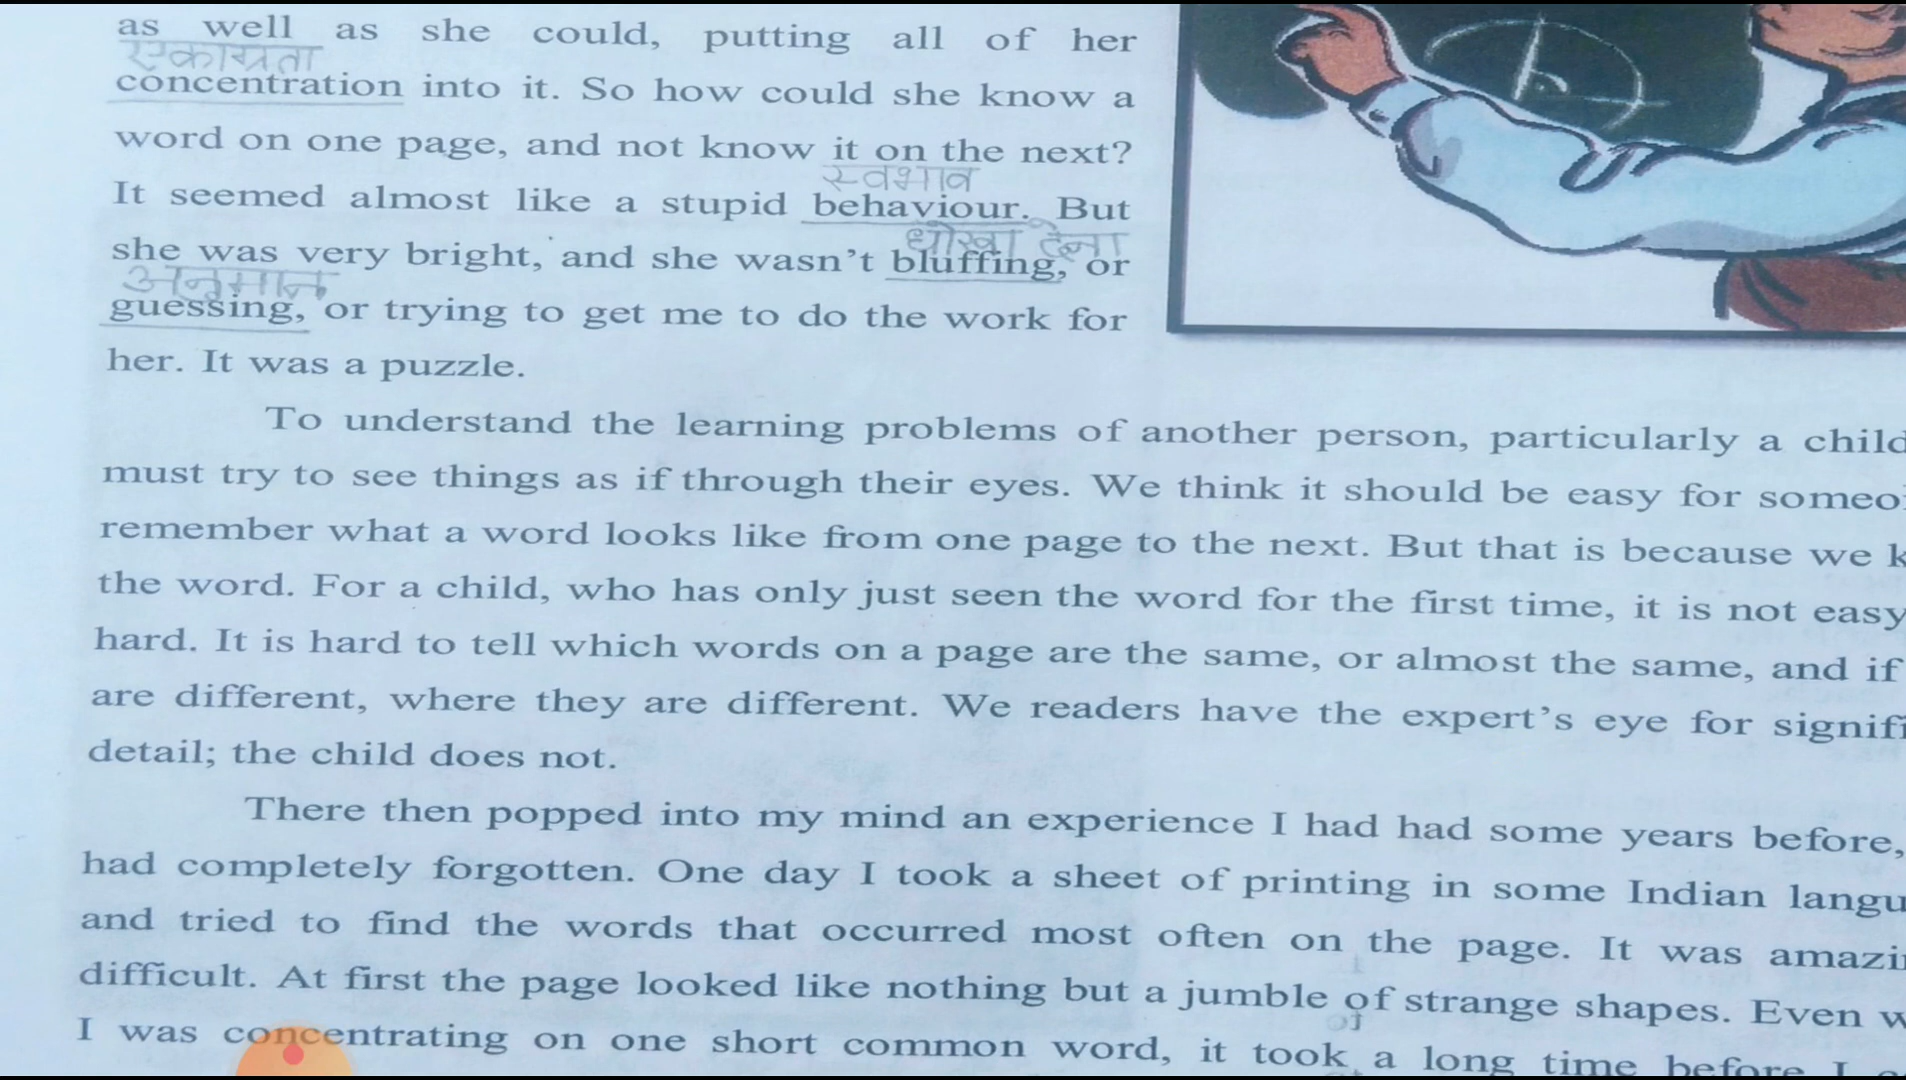 as well as she could, putting all of her
एकाग्रता
concentration into it. So how could she know a
word on one page, and not know it on the next?
स्वभाव
It seemed almost like a stupid behaviour. But
धोखा देना
she was very bright, and she wasn't bluffing, or
अनुमान
guessing, or trying to get me to do the work for
her. It was a puzzle.
To understand the learning problems of another person, particularly a child
must try to see things as if through their eyes. We think it should be easy for someo
remember what a word looks like from one page to the next. But that is because we k
the word. For a child, who has only just seen the word for the first time, it is not easy
hard. It is hard to tell which words on a page are the same, or almost the same, and if
are different, where they are different. We readers have the expert's eye for signifi
detail; the child does not.
There then popped into my mind an experience I had had some years before,
had completely forgotten. One day I took a sheet of printing in some Indian langu
and tried to find the words that occurred most often on the page. It was amazi
difficult. At first the page looked like nothing but a jumble of strange shapes. Even w
I was concentrating on one short common word, it took a long time before I